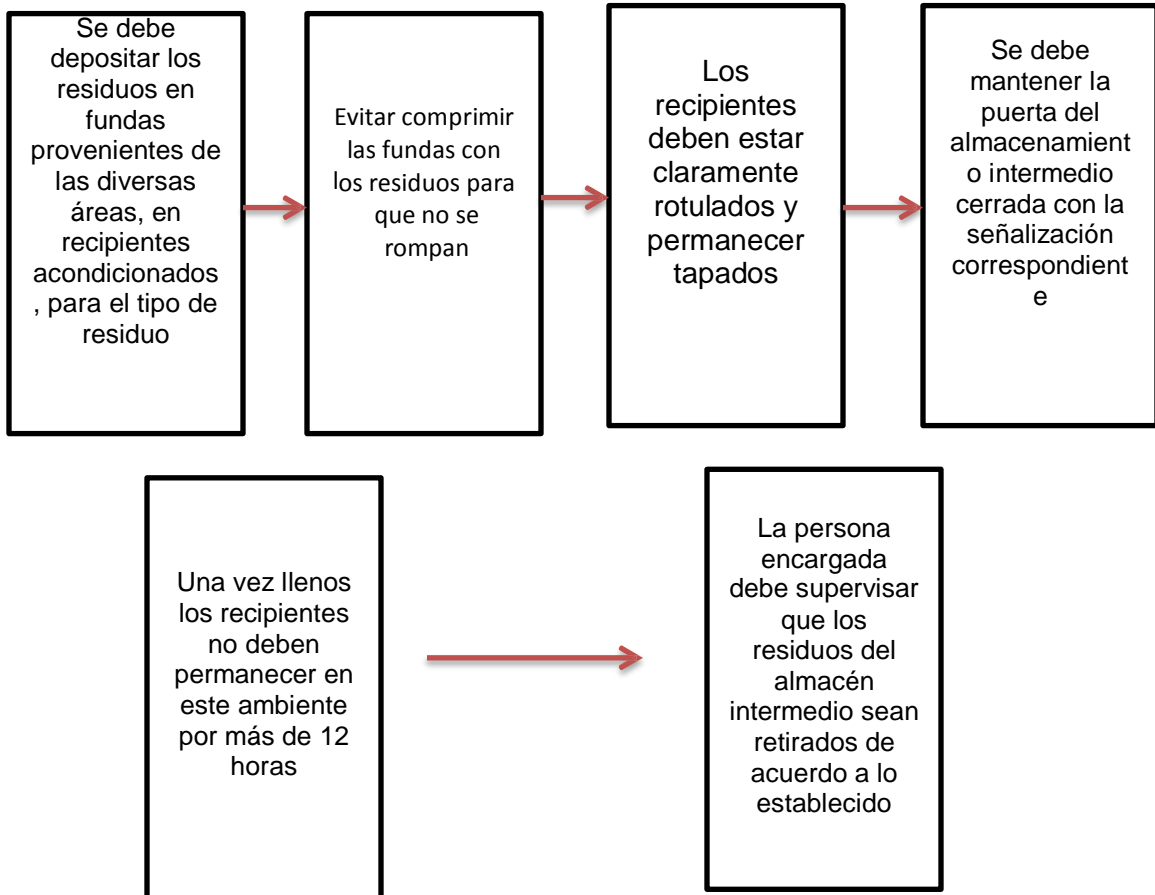 Se debe
depositar los
residuos en
fundas
provenientes de
las diversas
áreas, en
recipientes
acondicionados
, para el tipo de
residuo
Evitar comprimir
las fundas con
los residuos para
que no se
rompan
Los
recipientes
deben estar
claramente
rotulados y
permanecer
tapados
Se debe
mantener la
puerta del
almacenamient
o intermedio
cerrada con la
señalización
correspondient
e
Una vez llenos
los recipientes
no deben
permanecer en
este ambiente
por más de 12
horas
La persona
encargada
debe supervisar
que los
residuos del
almacén
intermedio sean
retirados de
acuerdo a lo
establecido